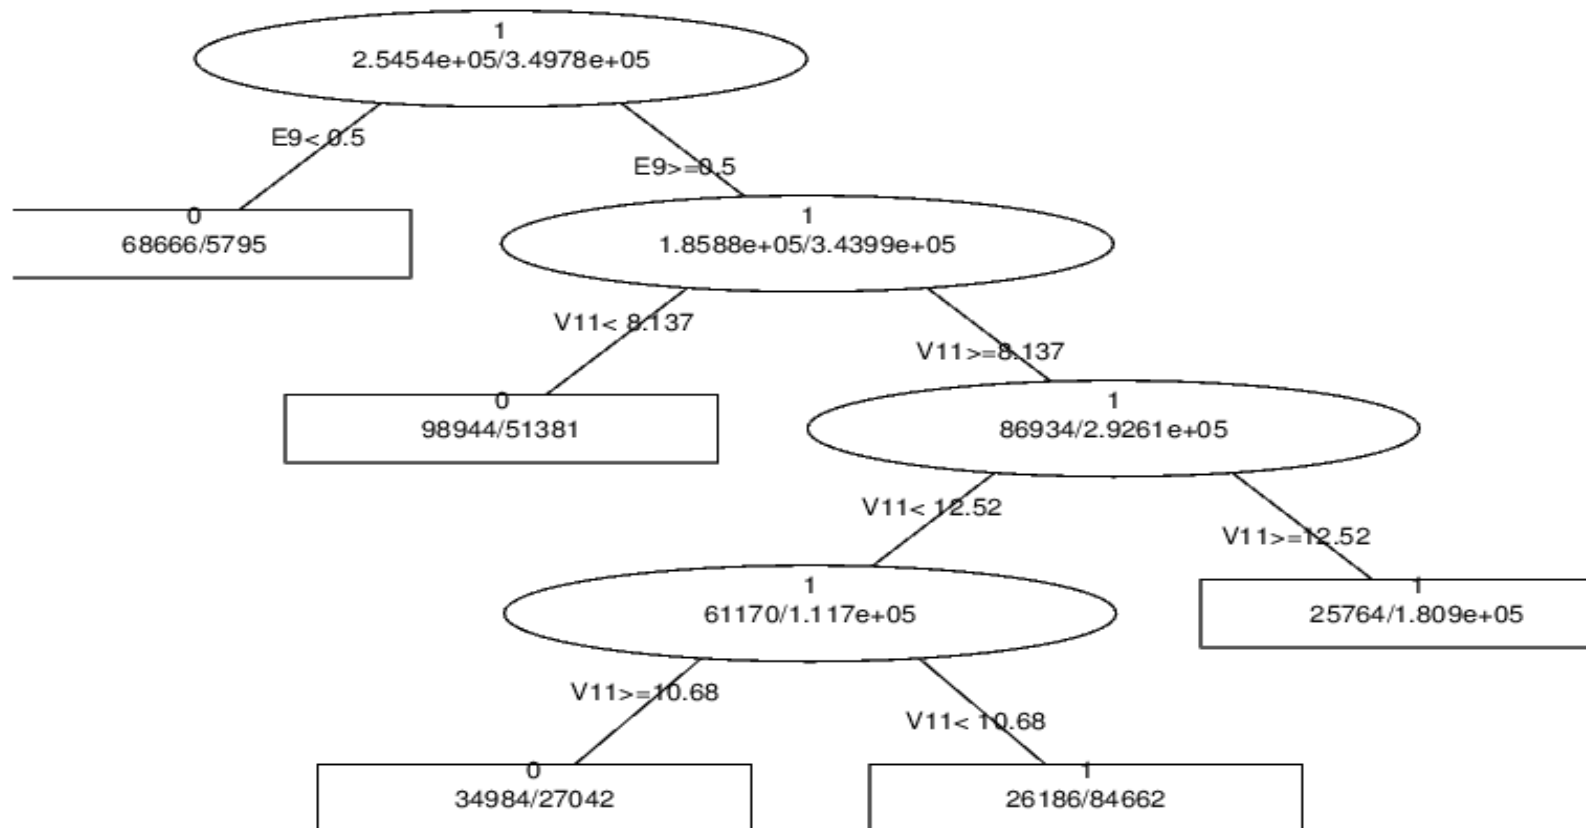 1
2.5454e+05/3.4978e+05
E9< 0.5
E9>=0.5
0
68666/5795
1
1.8588e+05/3.4399e+05
V11< 8.137
V11>=8.137
0
98944/51381
1
86934/2.9261e+05
V11< 12.52
V11>=12.52
1
61170/1.117e+05
1
25764/1.809e+05
V11>=10.68
V11< 10.68
0
34984/27042
1
26186/84662